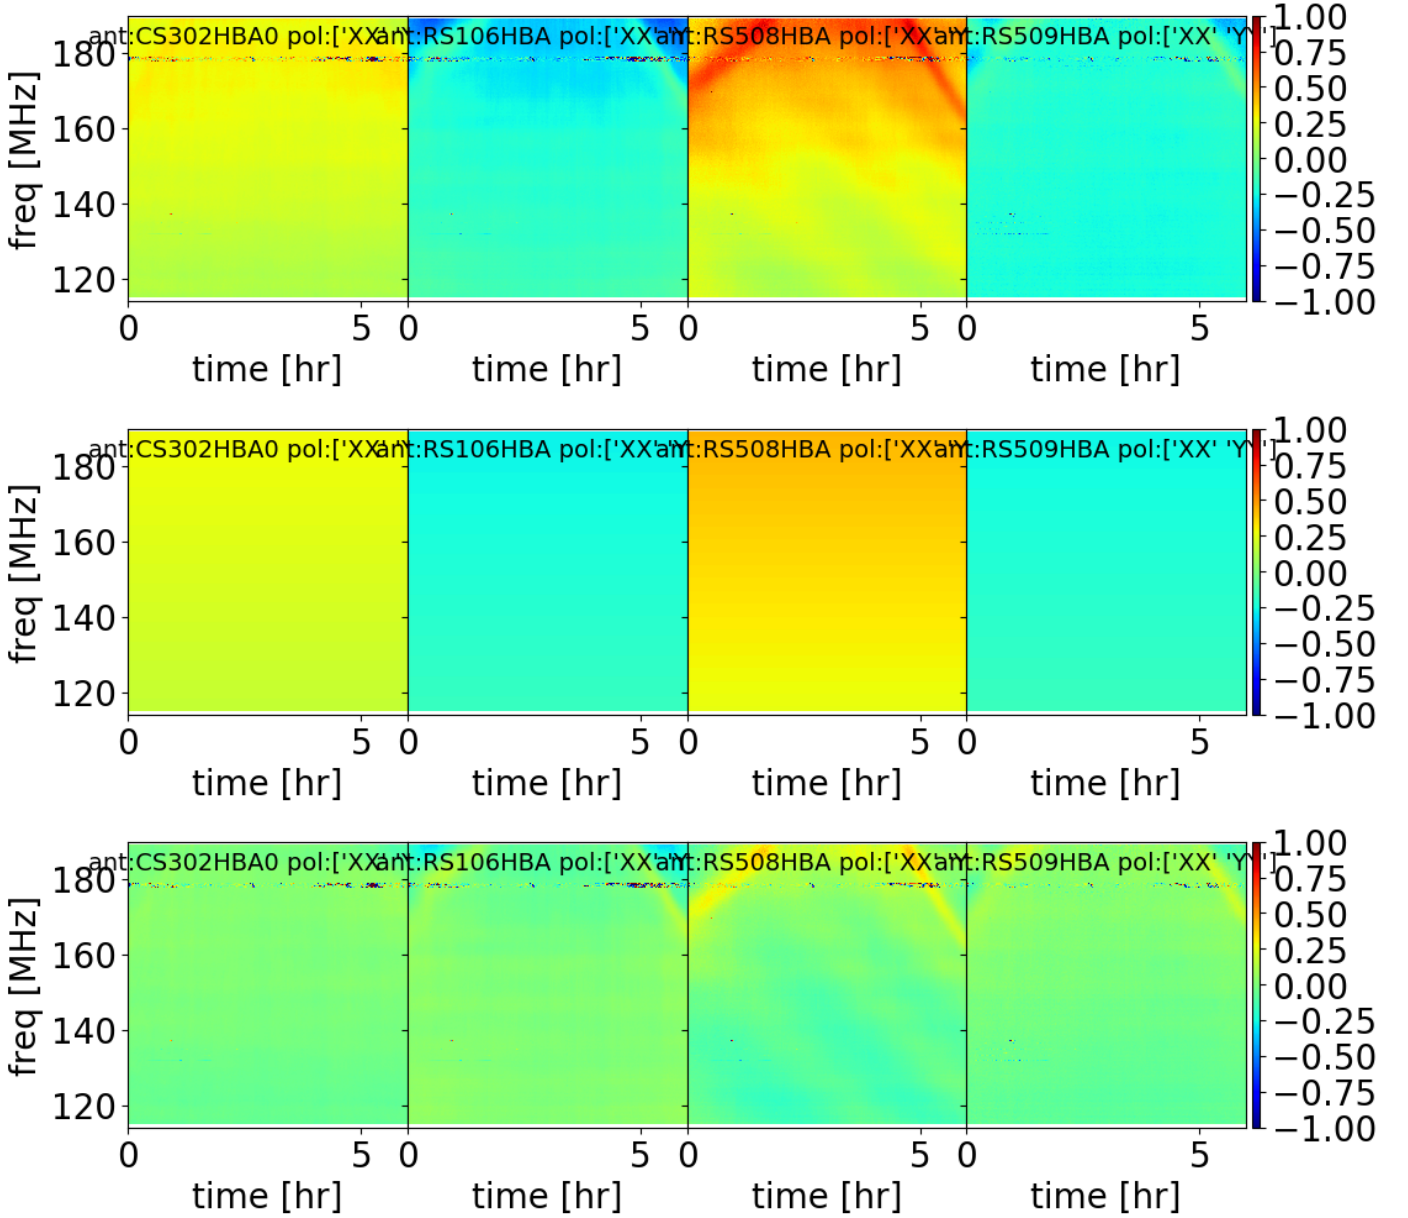 ant:CS302HBA0 pol:['XX' 'Y
ant:RS106HBA pol:['XX' 'Y
ant:RS508HBA pol:['XX' 'Y
ant:RS509HBA pol:['XX' 'YY']
freq [MHz]
180
160
140
120
0 5 0 5 0 5 0 5
time [hr] time [hr] time [hr] time [hr]
1.00
0.75
0.50
0.25
0.00
−0.25
−0.50
−0.75
−1.00
ant:CS302HBA0 pol:['XX' 'Y
ant:RS106HBA pol:['XX' 'Y
ant:RS508HBA pol:['XX' 'Y
ant:RS509HBA pol:['XX' 'YY']
freq [MHz]
180
160
140
120
0 5 0 5 0 5 0 5
time [hr] time [hr] time [hr] time [hr]
1.00
0.75
0.50
0.25
0.00
−0.25
−0.50
−0.75
−1.00
ant:CS302HBA0 pol:['XX' 'Y
ant:RS106HBA pol:['XX' 'Y
ant:RS508HBA pol:['XX' 'Y
ant:RS509HBA pol:['XX' 'YY']
freq [MHz]
180
160
140
120
0 5 0 5 0 5 0 5
time [hr] time [hr] time [hr] time [hr]
1.00
0.75
0.50
0.25
0.00
−0.25
−0.50
−0.75
−1.00